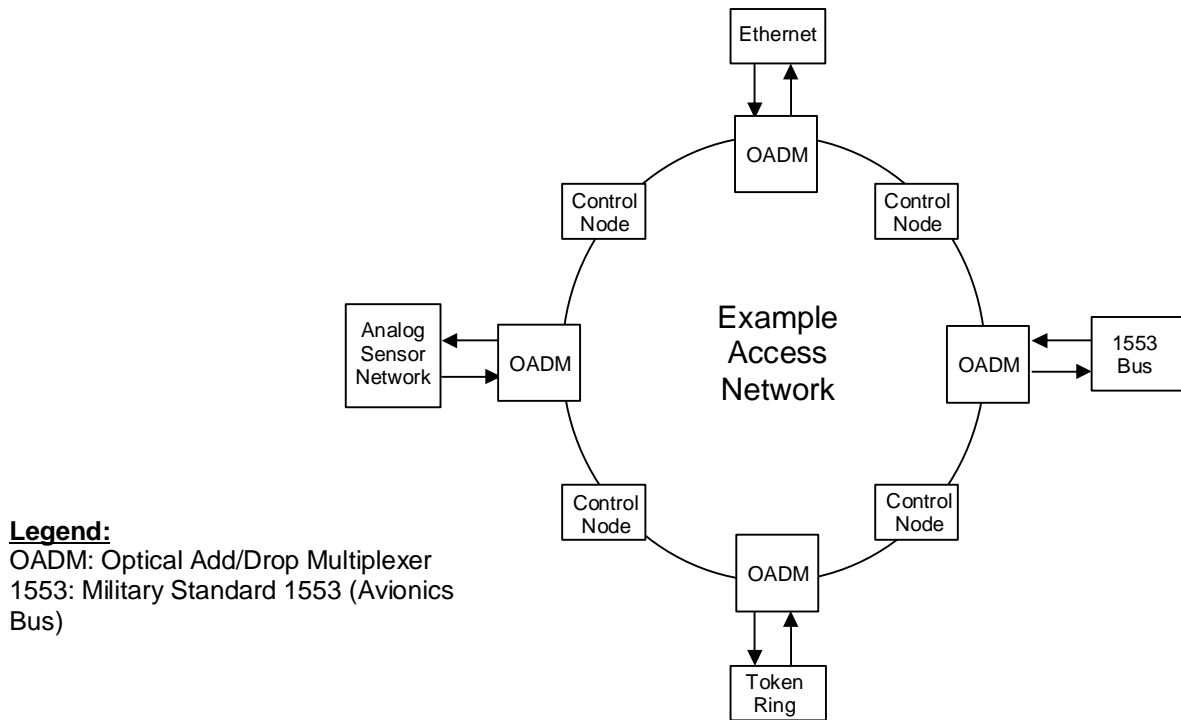 Ethernet
OADM
Control
Node
Control
Node
Analog
Sensor
Network
OADM
Example
Access
Network
OADM
1553
Bus
Control
Node
Control
Node
OADM
Token
Ring
Legend:
OADM: Optical Add/Drop Multiplexer
1553: Military Standard 1553 (Avionics
Bus)